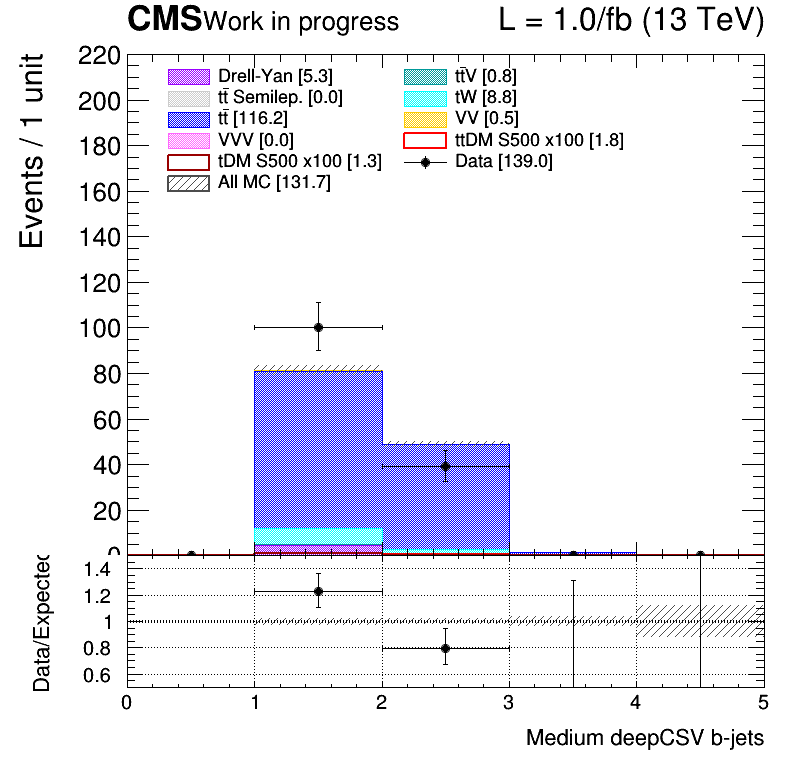 CMS Work in progress L = 1.0/fb (13 TeV)
Events / 1 unit
220
200
180
160
140
120
100
80
60
40
20
0
Drell-Yan [5.3] tt̄V [0.8]
tt̄ Semilep. [0.0] tW [8.8]
tt̄ [116.2] VV [0.5]
VVV [0.0] ttDM S500 x100 [1.8]
tDM S500 x100 [1.3] Data [139.0]
All MC [131.7]
Data/Expected
1.4
1.2
1
0.8
0.6
0 1 2 3 4 5
Medium deepCSV b-jets